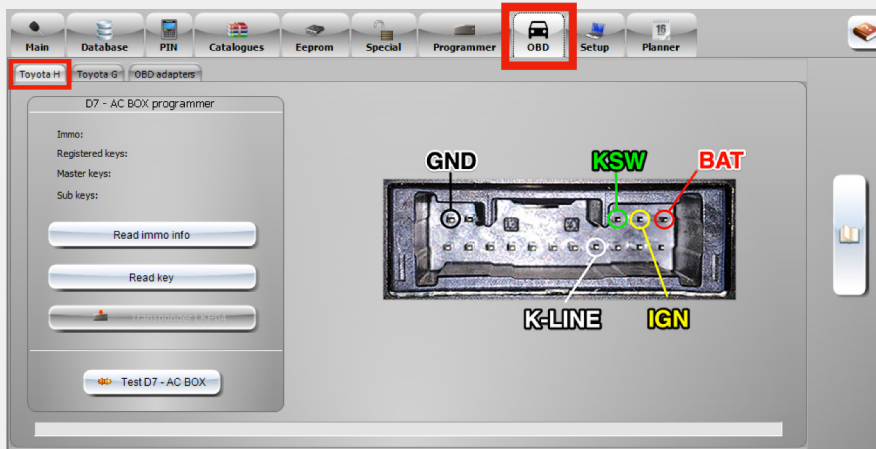 Main Database PIN Catalogues Eeprom Special Programmer OBD Setup Planner
16
Toyota H Toyota G OBD adapters
D7 - AC BOX programmer
Immo:
Registered keys:
Master keys:
Sub keys:
Read immo info
Read key
Transponder LKP04
Test D7 - AC BOX
GND KSW BAT
K-LINE IGN